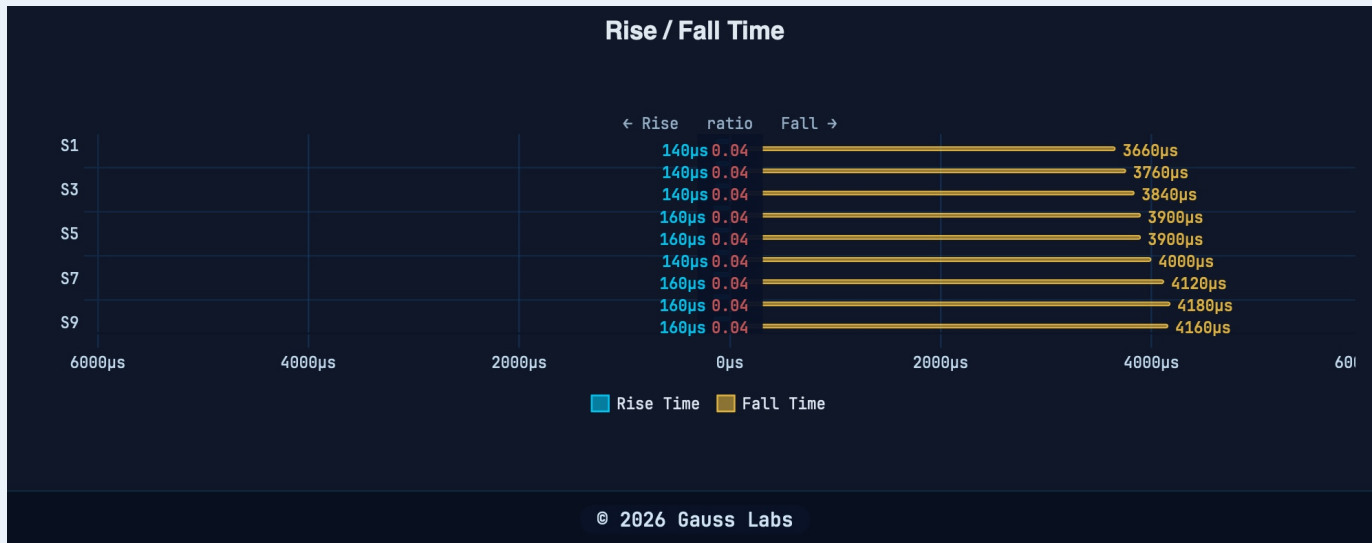 Rise / Fall Time
← Rise ratio Fall →
S1 140µs 0.04 3660µs
140µs 0.04 3760µs
S3 140µs 0.04 3840µs
160µs 0.04 3900µs
S5 160µs 0.04 3900µs
140µs 0.04 4000µs
S7 160µs 0.04 4120µs
160µs 0.04 4180µs
S9 160µs 0.04 4160µs
6000µs 4000µs 2000µs 0µs 2000µs 4000µs
Rise Time Fall Time
© 2026 Gauss Labs